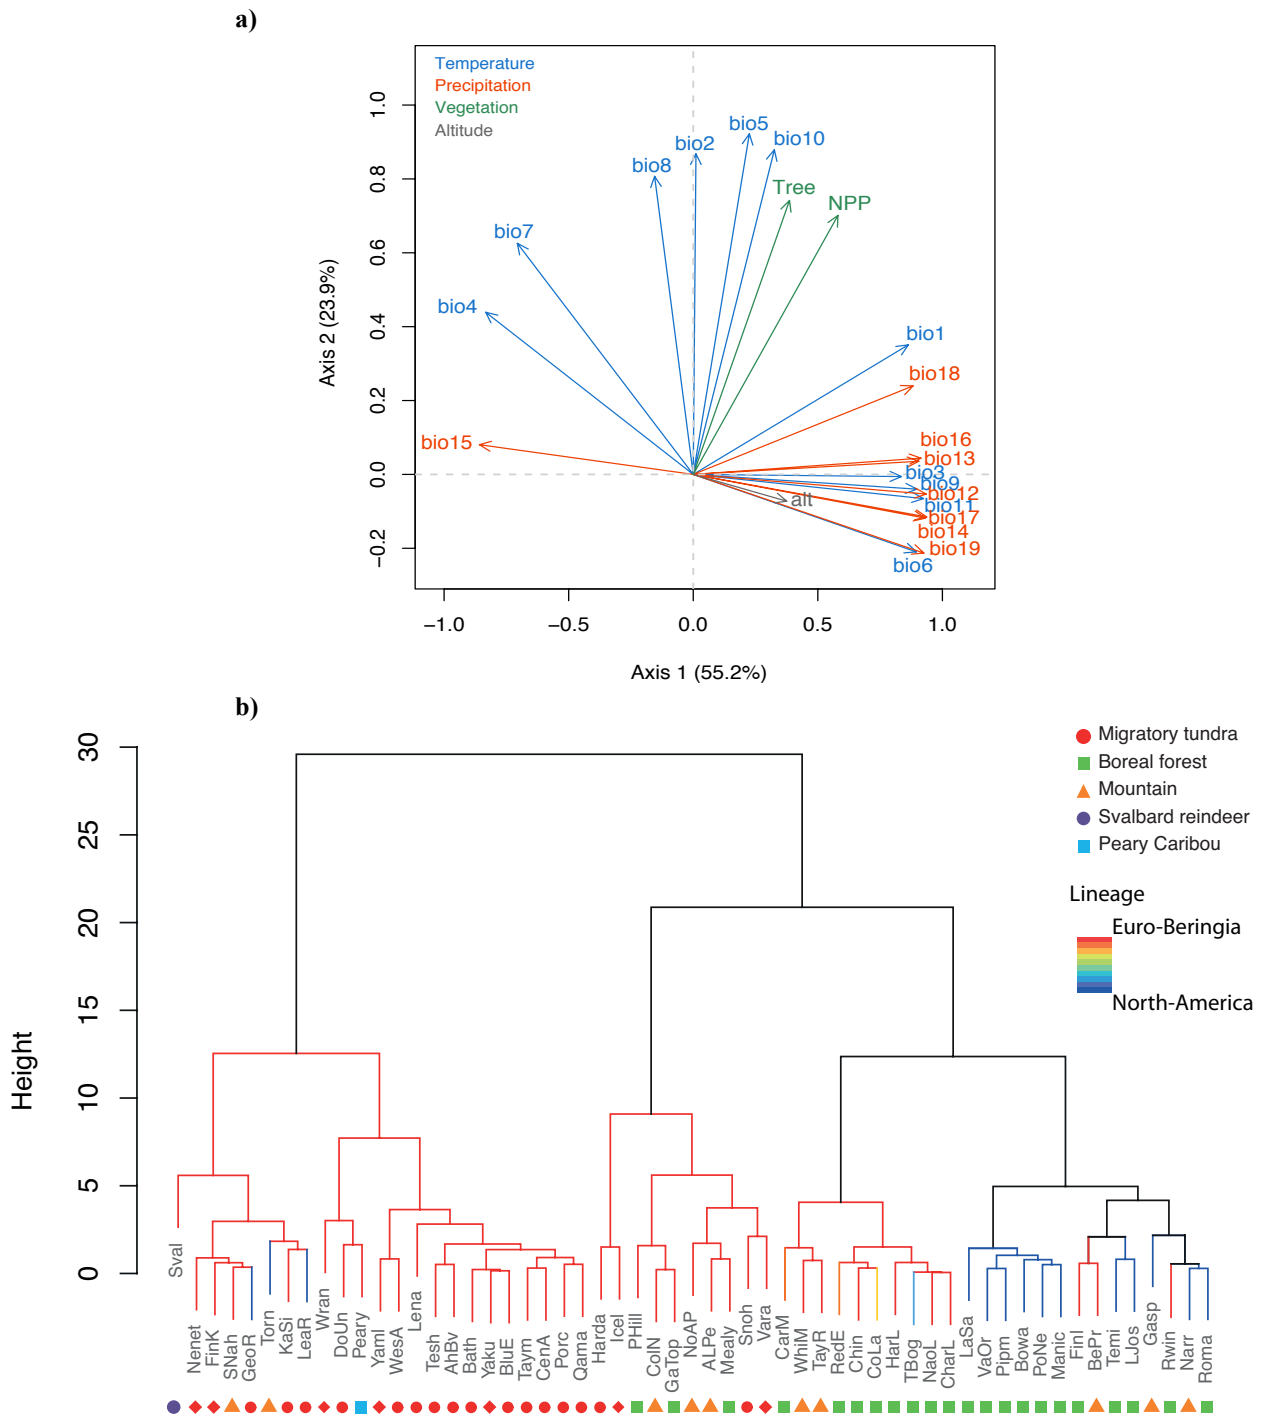 a)
Temperature
Precipitation
Vegetation
Altitude
bio5
bio10
bio2
bio8
Tree
NPP
bio7
bio4
bio1
bio18
bio15
bio16
bio13
bio3
bio9
bio12
bio11
alt
bio17
bio14
bio19
bio6
1.0
0.8
0.6
0.4
0.2
0.0
−0.2
Axis 2 (23.9%)
−1.0 −0.5 0.0 0.5 1.0
Axis 1 (55.2%)
b)
Migratory tundra
Boreal forest
Mountain
Svalbard reindeer
Peary Caribou
Lineage
Euro-Beringia
North-America
30
25
20
15
10
5
0
Height
Sval
Nenet
FinK
SNah
GeoR
Torn
KaSi
LeaR
Wran
DoUn
Peary
Yaml
WesA
Lena
Tesh
AhBv
Bath
Yaku
BluE
Taym
CenA
Porc
Qama
Harda
Icel
PHill
ColN
GaTop
NoAP
ALPe
Mealy
Snoh
Vara
CarM
WhiM
TayR
RedE
Chin
CoLa
HarL
TBog
NaoL
CharL
LaSa
VaOr
Pipm
Bowa
PoNe
Manic
FinI
BePr
Temi
LJos
Gasp
Rwin
Narr
Roma